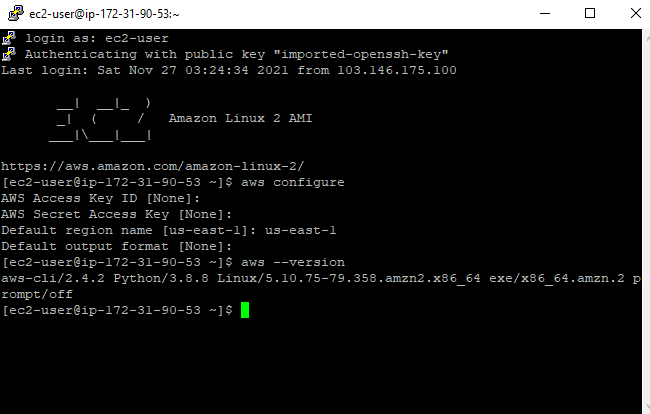 ec2-user@ip-172-31-90-53:~
login as: ec2-user
Authenticating with public key "imported-openssh-key"
Last login: Sat Nov 27 03:24:34 2021 from 103.146.175.100
       __|  __|_  )
       _|  (     /   Amazon Linux 2 AMI
      ___|\___|___|
https://aws.amazon.com/amazon-linux-2/
[ec2-user@ip-172-31-90-53 ~]$ aws configure
AWS Access Key ID [None]:
AWS Secret Access Key [None]:
Default region name [us-east-1]: us-east-1
Default output format [None]:
[ec2-user@ip-172-31-90-53 ~]$ aws --version
aws-cli/2.4.2 Python/3.8.8 Linux/5.10.75-79.358.amzn2.x86_64 exe/x86_64.amzn.2 p
rompt/off
[ec2-user@ip-172-31-90-53 ~]$